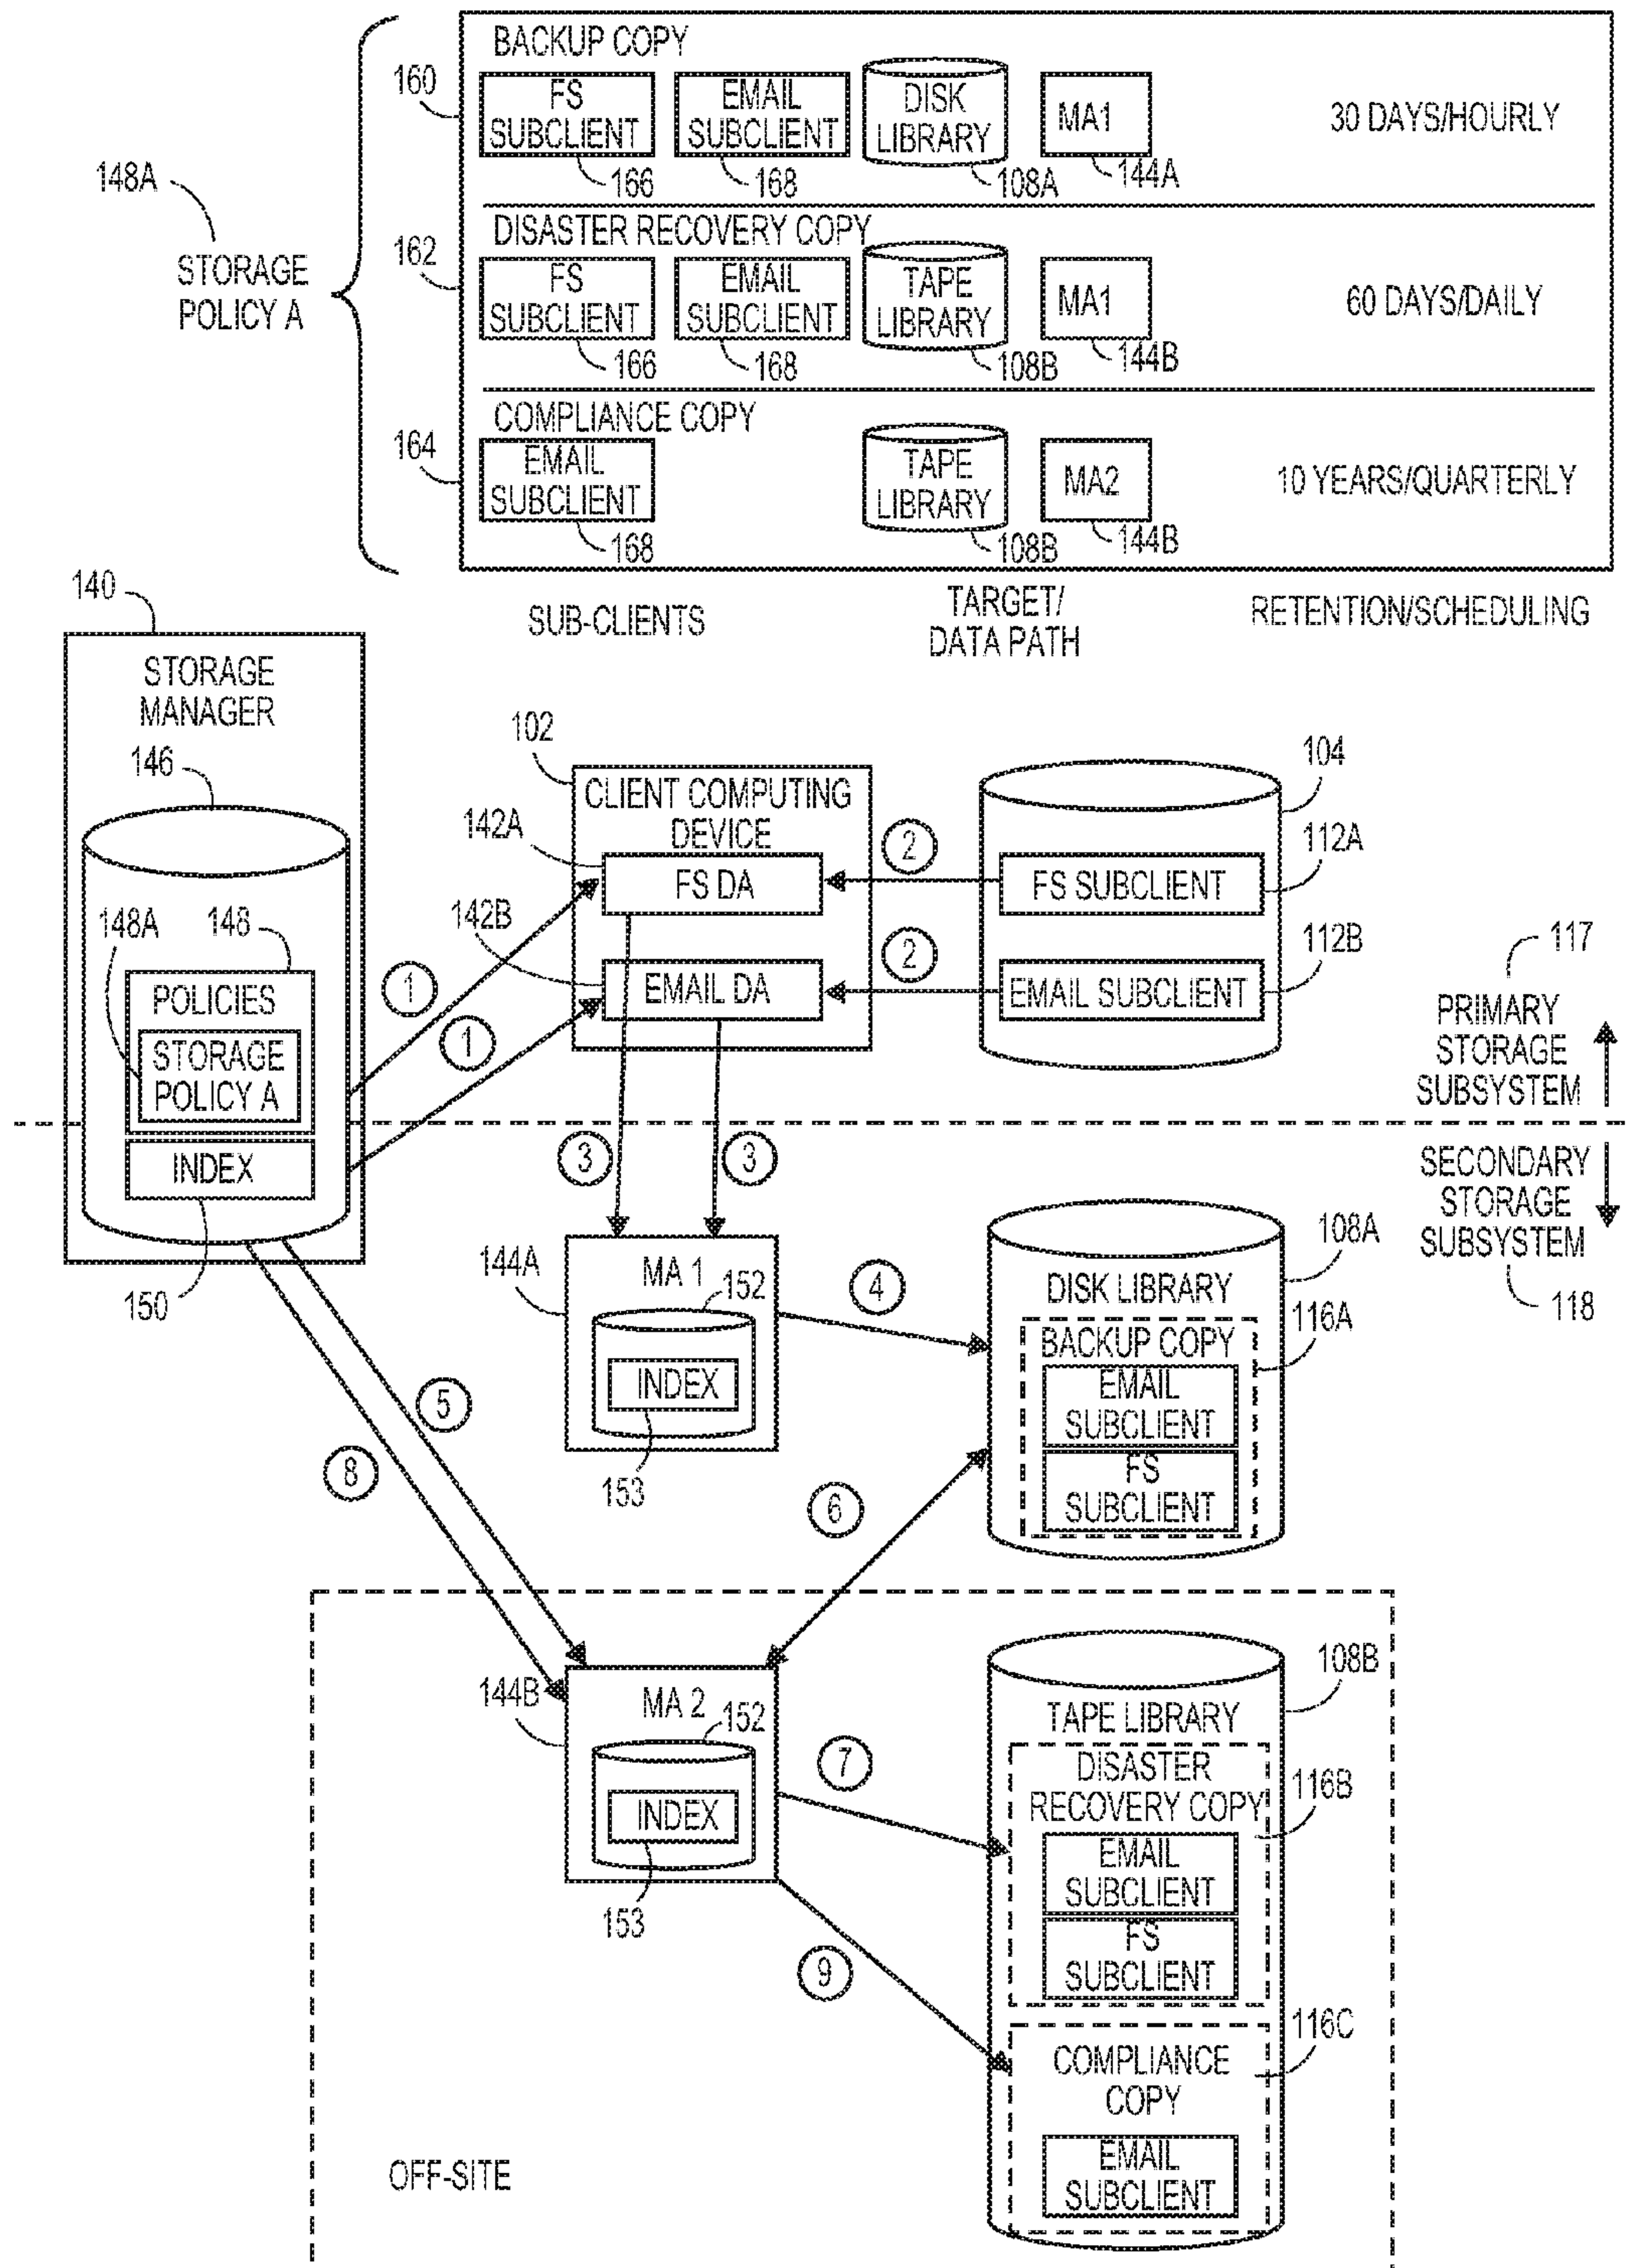 BACKUP COPY
160
FS
SUBCLIENT
166
EMAIL
SUBCLIENT
168
DISK
LIBRARY
108A
MA1
144A
30 DAYS/HOURLY
148A
STORAGE
POLICY A
DISASTER RECOVERY COPY
162
FS
SUBCLIENT
166
EMAIL
SUBCLIENT
168
TAPE
LIBRARY
108B
MA1
144B
60 DAYS/DAILY
COMPLIANCE COPY
164
EMAIL
SUBCLIENT
168
TAPE
LIBRARY
108B
MA2
144B
10 YEARS/QUARTERLY
SUB-CLIENTS
TARGET/
DATA PATH
RETENTION/SCHEDULING
140
STORAGE
MANAGER
146
148A
148
POLICIES
STORAGE
POLICY A
INDEX
150
102
CLIENT COMPUTING
DEVICE
142A
FS DA
142B
EMAIL DA
104
FS SUBCLIENT
112A
EMAIL SUBCLIENT
112B
1
1
2
2
3
3
117
PRIMARY
STORAGE
SUBSYSTEM
SECONDARY
STORAGE
SUBSYSTEM
118
144A
MA 1
152
INDEX
153
4
108A
DISK LIBRARY
116A
BACKUP COPY
EMAIL
SUBCLIENT
FS
SUBCLIENT
5
8
6
144B
MA 2
152
INDEX
153
7
9
108B
TAPE LIBRARY
DISASTER
RECOVERY COPY
116B
EMAIL
SUBCLIENT
FS
SUBCLIENT
116C
COMPLIANCE
COPY
EMAIL
SUBCLIENT
OFF-SITE